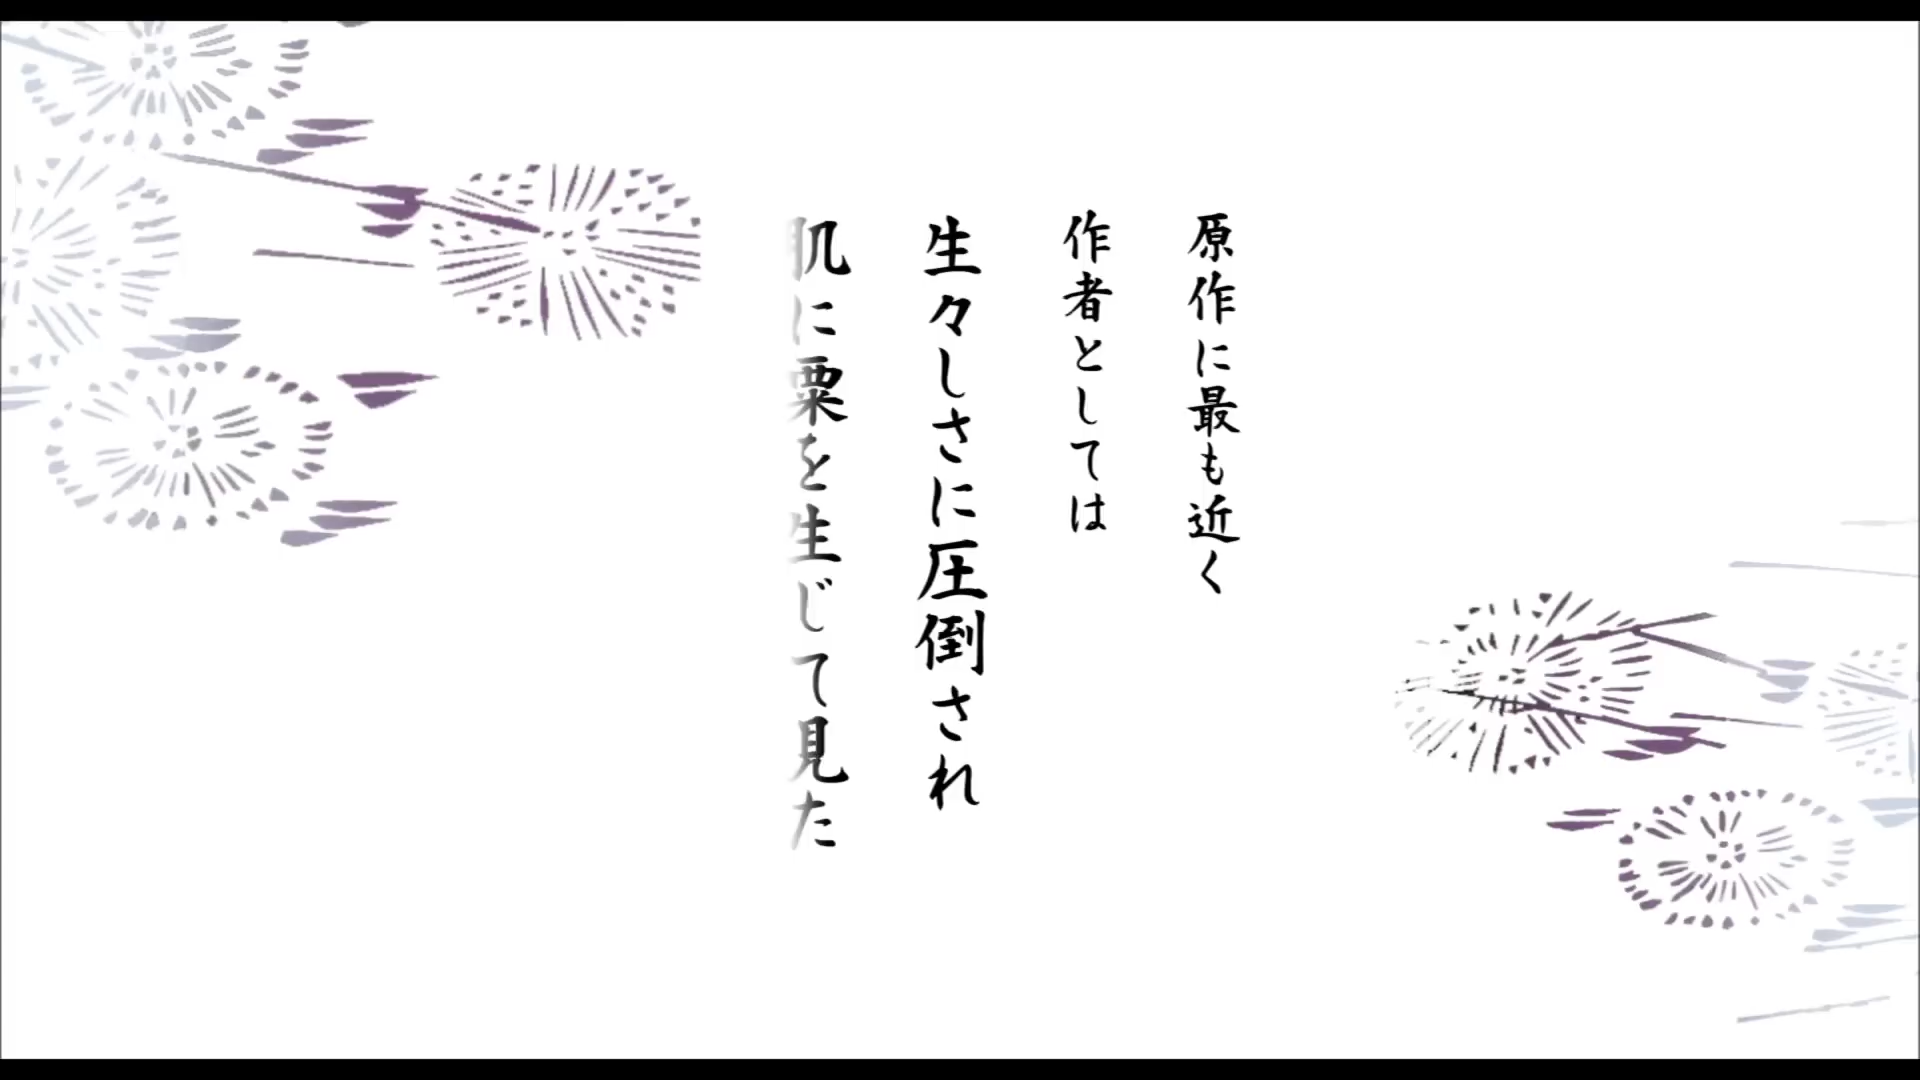 原作に最も近く
作者としては
生々しさに圧倒され
肌に粟を生じて見た